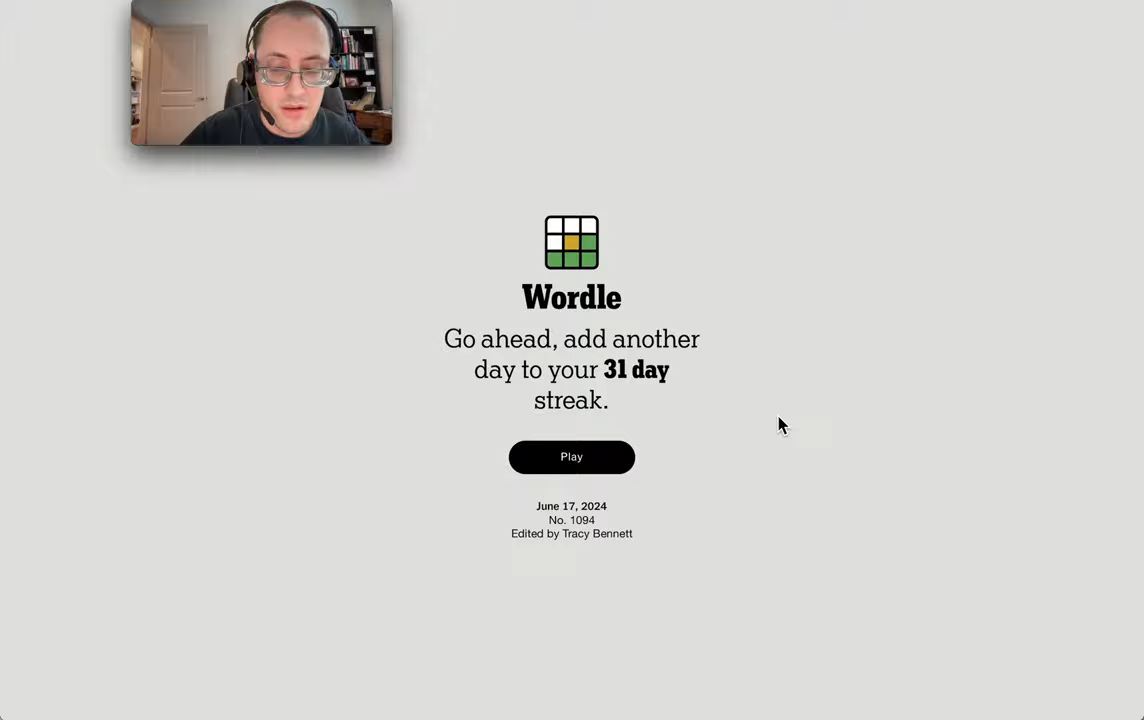 Wordle
Go ahead, add another
day to your 31 day
streak.
Play
June 17, 2024
No. 1094
Edited by Tracy Bennett